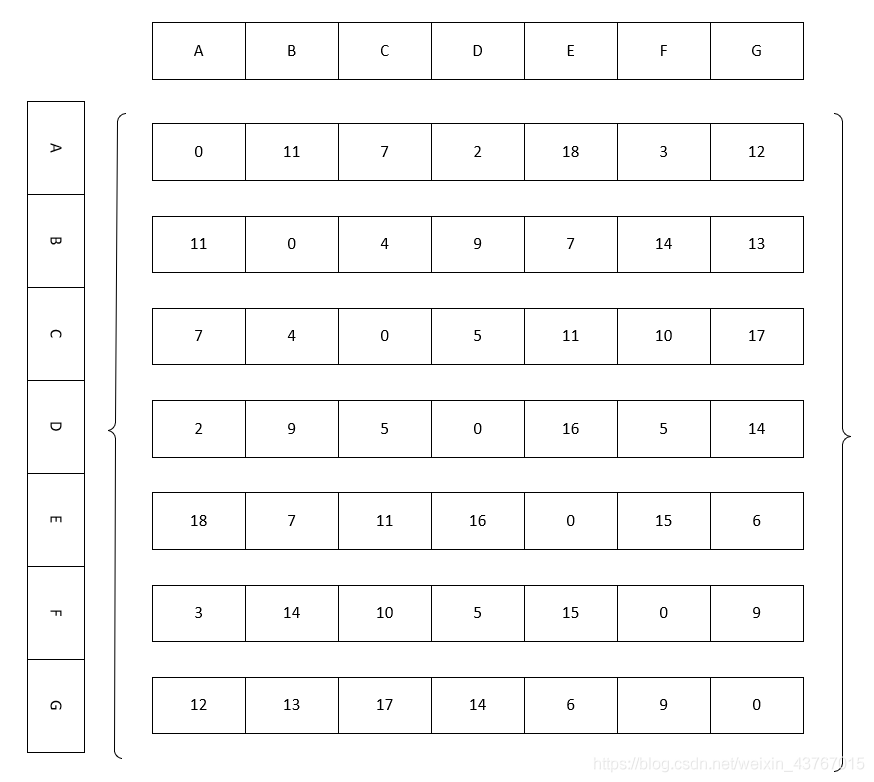 A B C D E F G
A 0 11 7 2 18 3 12
B 11 0 4 9 7 14 13
C 7 4 0 5 11 10 17
D 2 9 5 0 16 5 14
E 18 7 11 16 0 15 6
F 3 14 10 5 15 0 9
G 12 13 17 14 6 9 0
https://blog.csdn.net/weixin_43767015